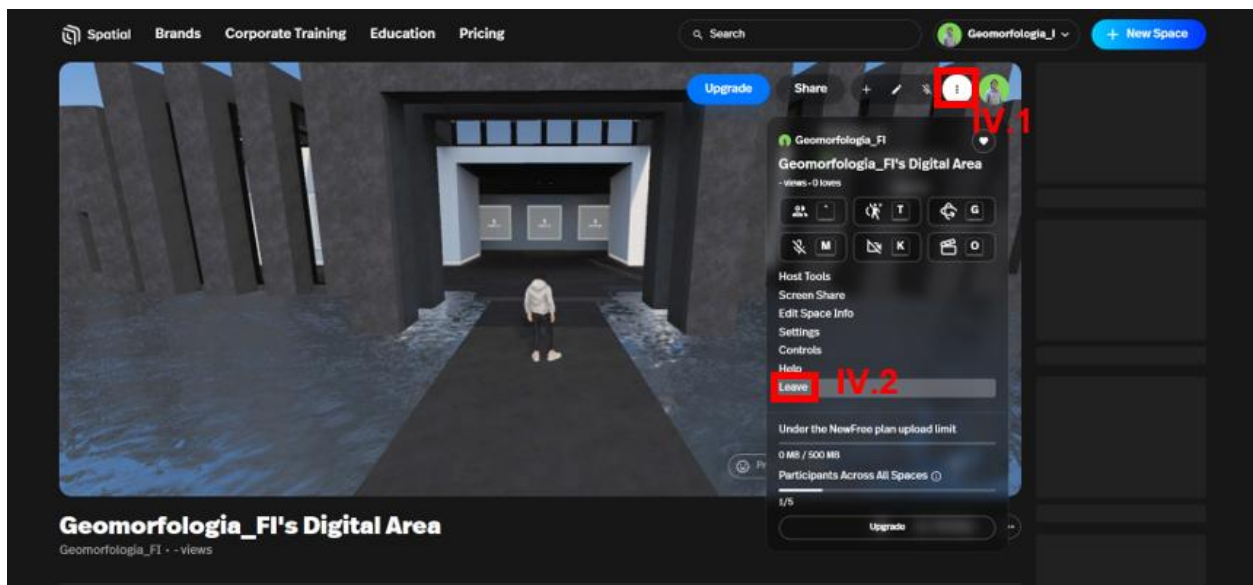 Spatial Brands Corporate Training Education Pricing Search Geomorfologia_I + New Space
Upgrade Share
IV.1
Geomorfologia_FI
Geomorfologia_FI's Digital Area
- views • 0 loves
T G
M K O
Host Tools
Screen Share
Edit Space Info
Settings
Controls
Help
Leave IV.2
Under the NewFree plan upload limit
0 MB / 500 MB
Participants Across All Spaces
1/5
Upgrade
Geomorfologia_FI's Digital Area
Geomorfologia_FI • - views